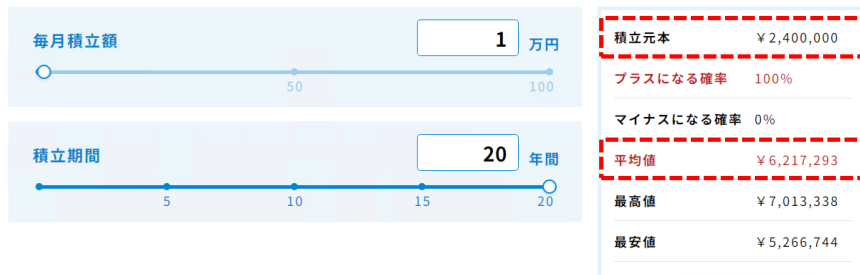 毎月積立額
1 万円
50 100
積立期間
20 年間
5 10 15 20
積立元本 ¥2,400,000
プラスになる確率 100%
マイナスになる確率 0%
平均値 ¥6,217,293
最高値 ¥7,013,338
最安値 ¥5,266,744